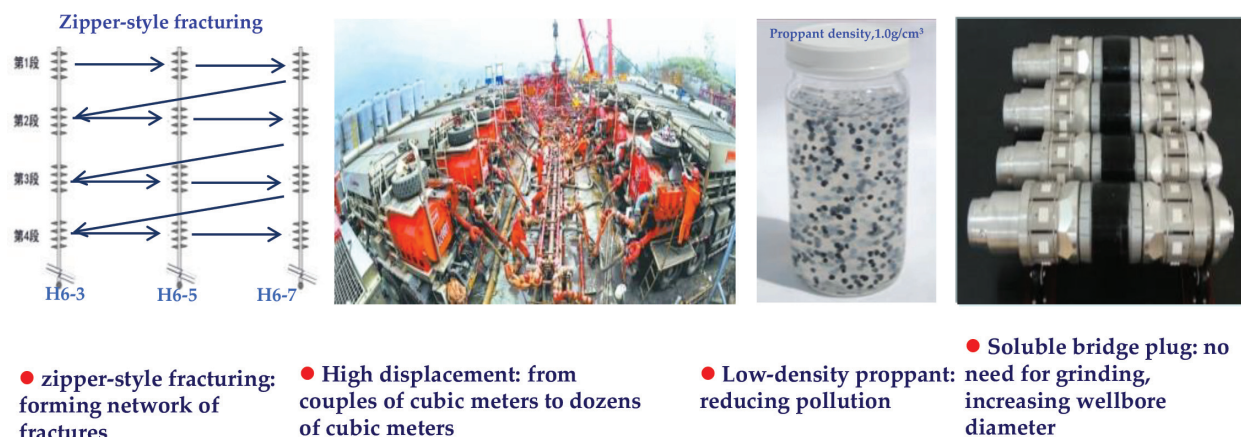 Zipper-style fracturing
第1段
第2段
第3段
第4段
H6-3
H6-5
H6-7
Proppant density,1.0g/cm³
● zipper-style fracturing:
forming network of
fractures
● High displacement: from
couples of cubic meters to dozens
of cubic meters
● Low-density proppant:
reducing pollution
● Soluble bridge plug: no
need for grinding,
increasing wellbore
diameter